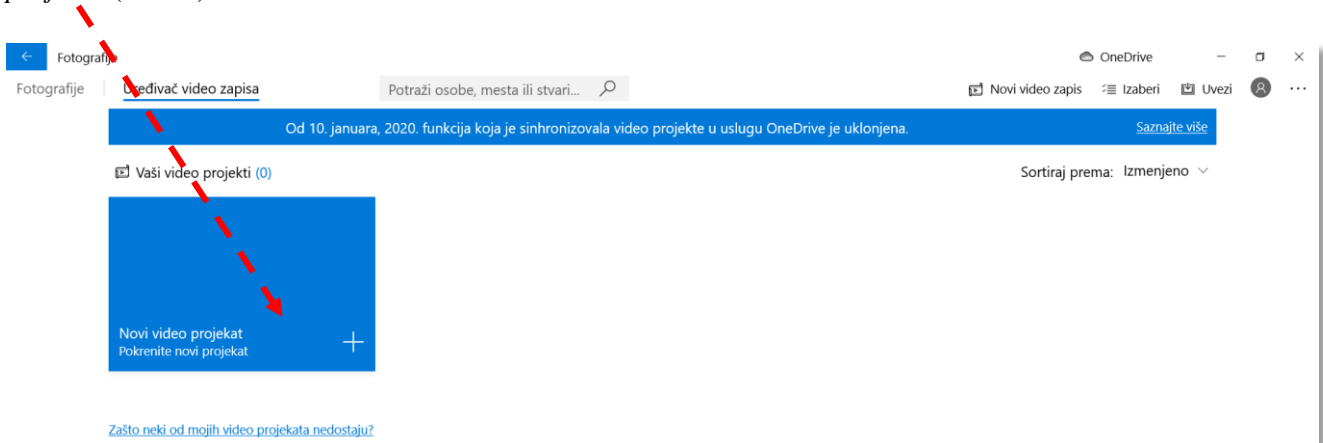 Fotografije
OneDrive
Fotografije
Uređivač video zapisa
Potraži osobe, mesta ili stvari...
Novi video zapis
Izaberi
Uvezi
Od 10. januara, 2020. funkcija koja je sinhronizovala video projekte u uslugu OneDrive je uklonjena.
Saznajte više
Vaši video projekti (0)
Sortiraj prema: Izmenjeno
Novi video projekat
Pokrenite novi projekat
Zašto neki od mojih video projekata nedostaju?